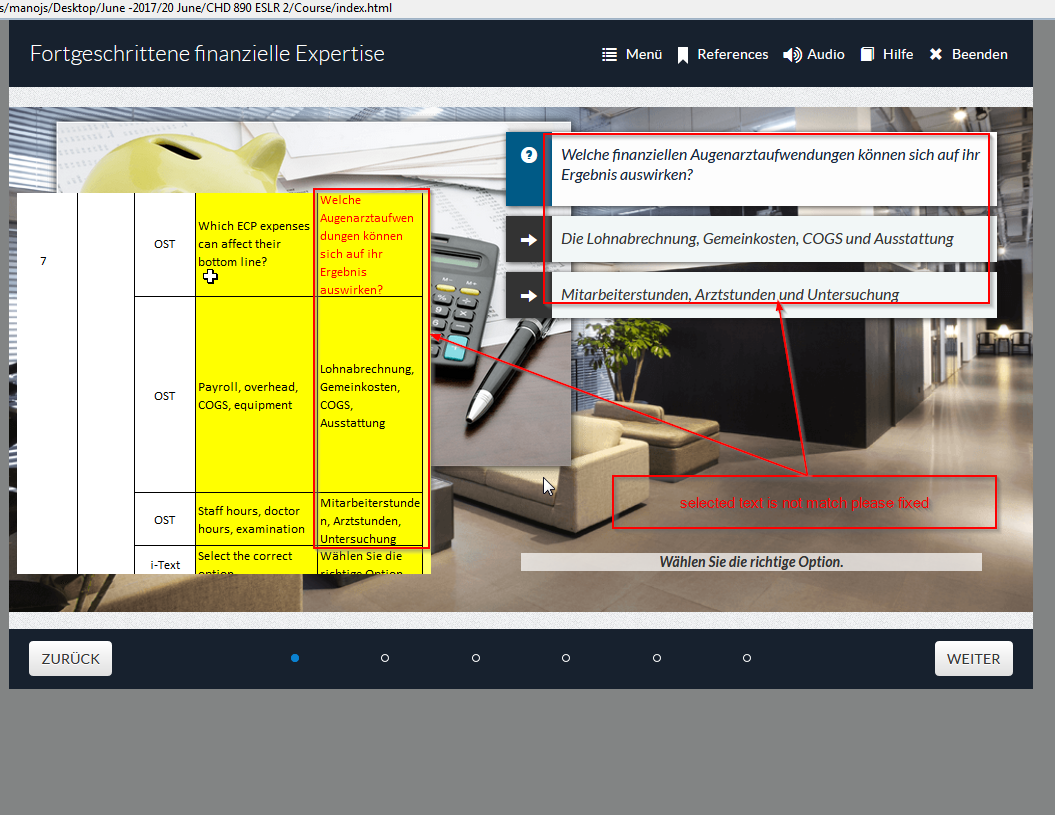 s/manojs/Desktop/June -2017/20 June/CHD 890 ESLR 2/Course/index.html
Fortgeschrittene finanzielle Expertise
Menü References Audio Hilfe Beenden
Welche finanziellen Augenarztaufwendungen können sich auf ihr
Ergebnis auswirken?
Die Lohnabrechnung, Gemeinkosten, COGS und Ausstattung
Mitarbeiterstunden, Arztstunden und Untersuchung
7
OST
Which ECP expenses
can affect their
bottom line?
Welche
Augenarztaufwen
dungen können
sich auf ihr
Ergebnis
auswirken?
OST
Payroll, overhead,
COGS, equipment
Lohnabrechnung,
Gemeinkosten,
COGS,
Ausstattung
OST
Staff hours, doctor
hours, examination
Mitarbeiterstunde
n, Arztstunden,
Untersuchung
i-Text
Select the correct
option
Wählen Sie die
richtige Option
selected text is not match please fixed
Wählen Sie die richtige Option.
ZURÜCK
WEITER